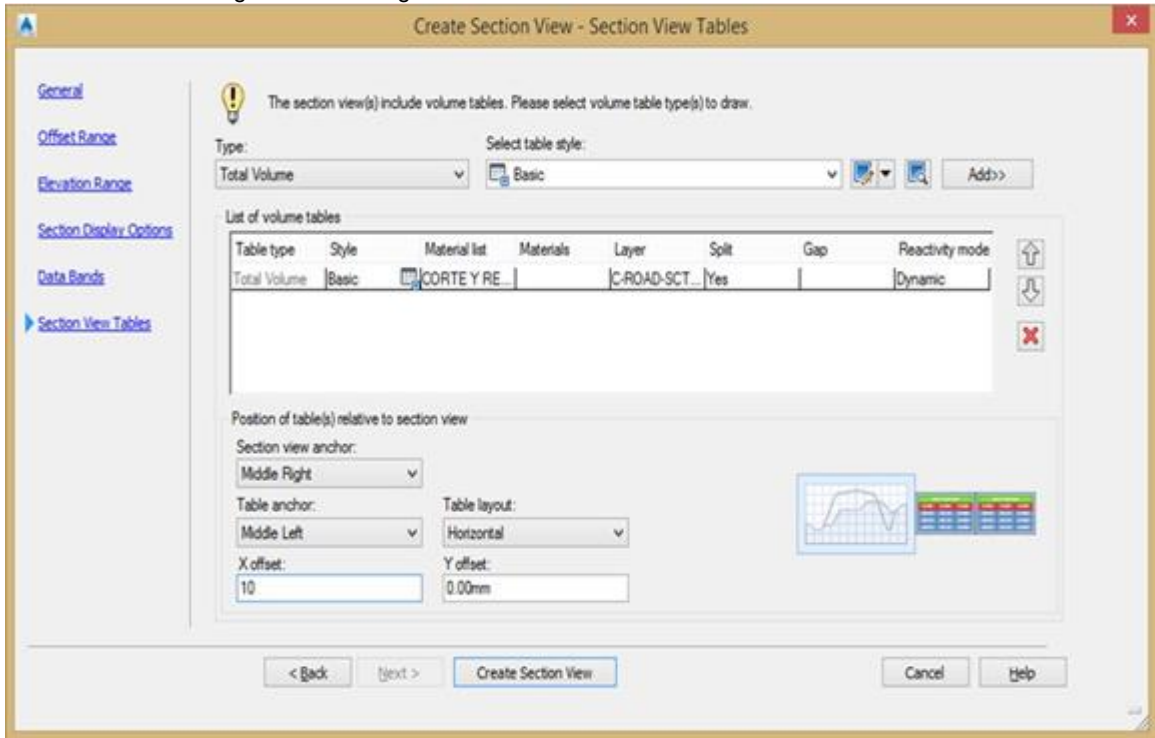 Create Section View - Section View Tables
General
Offset Range
Elevation Range
Section Display Options
Data Bands
Section View Tables
The section view(s) include volume tables. Please select volume table type(s) to draw.
Type: Select table style:
Total Volume Basic Add>>
List of volume tables
Table type Style Material list Materials Layer Split Gap Reactivity mode
Total Volume Basic CORTE Y RE... C-ROAD-SCT... Yes Dynamic
Position of table(s) relative to section view
Section view anchor:
Middle Right
Table anchor: Table layout:
Middle Left Horizontal
X offset: Y offset:
10 0.00mm
< Back Next > Create Section View Cancel Help